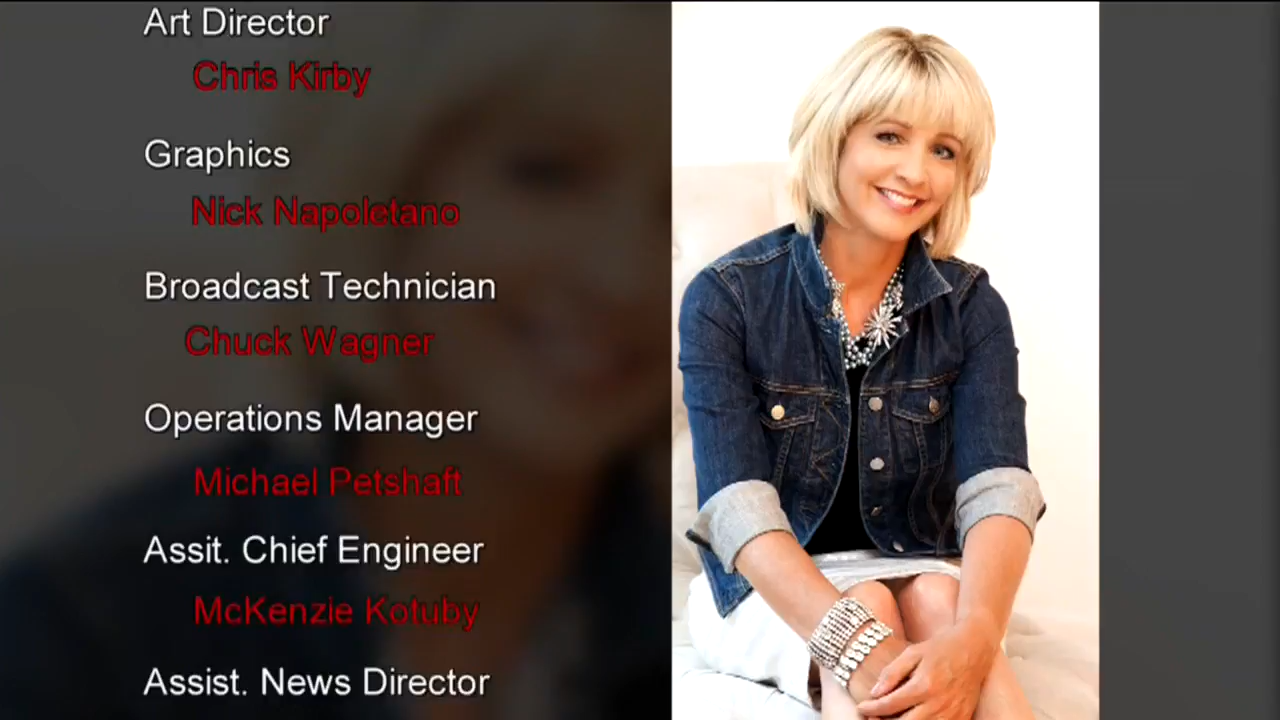 Art Director
Chris Kirby
Graphics
Nick Napoletano
Broadcast Technician
Chuck Wagner
Operations Manager
Michael Petshaft
Assit. Chief Engineer
McKenzie Kotuby
Assist. News Director